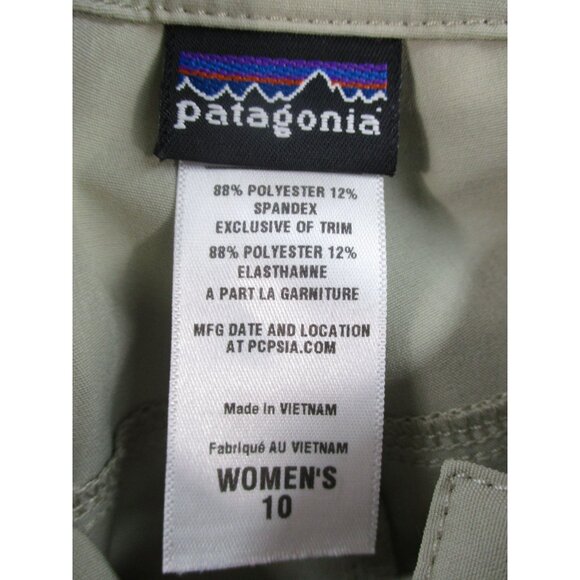 patagonia
88% POLYESTER 12%
SPANDEX
EXCLUSIVE OF TRIM
88% POLYESTER 12%
ELASTHANNE
A PART LA GARNITURE
MFG DATE AND LOCATION
AT PCPSIA.COM
Made in VIETNAM
Fabriqué AU VIETNAM
WOMEN'S
10